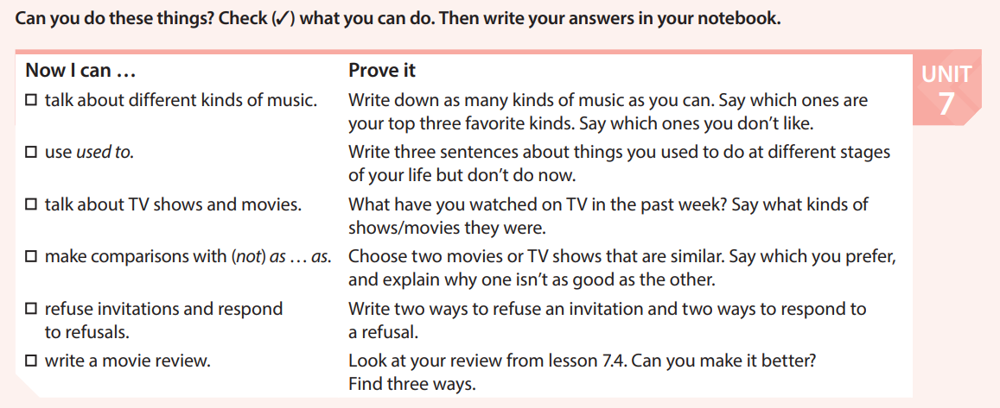 Can you do these things? Check (✓) what you can do. Then write your answers in your notebook.
UNIT
7
Now I can … Prove it
□ talk about different kinds of music. Write down as many kinds of music as you can. Say which ones are
your top three favorite kinds. Say which ones you don’t like.
□ use used to. Write three sentences about things you used to do at different stages
of your life but don’t do now.
□ talk about TV shows and movies. What have you watched on TV in the past week? Say what kinds of
shows/movies they were.
□ make comparisons with (not) as … as. Choose two movies or TV shows that are similar. Say which you prefer,
and explain why one isn’t as good as the other.
□ refuse invitations and respond Write two ways to refuse an invitation and two ways to respond to
to refusals. a refusal.
□ write a movie review. Look at your review from lesson 7.4. Can you make it better?
Find three ways.